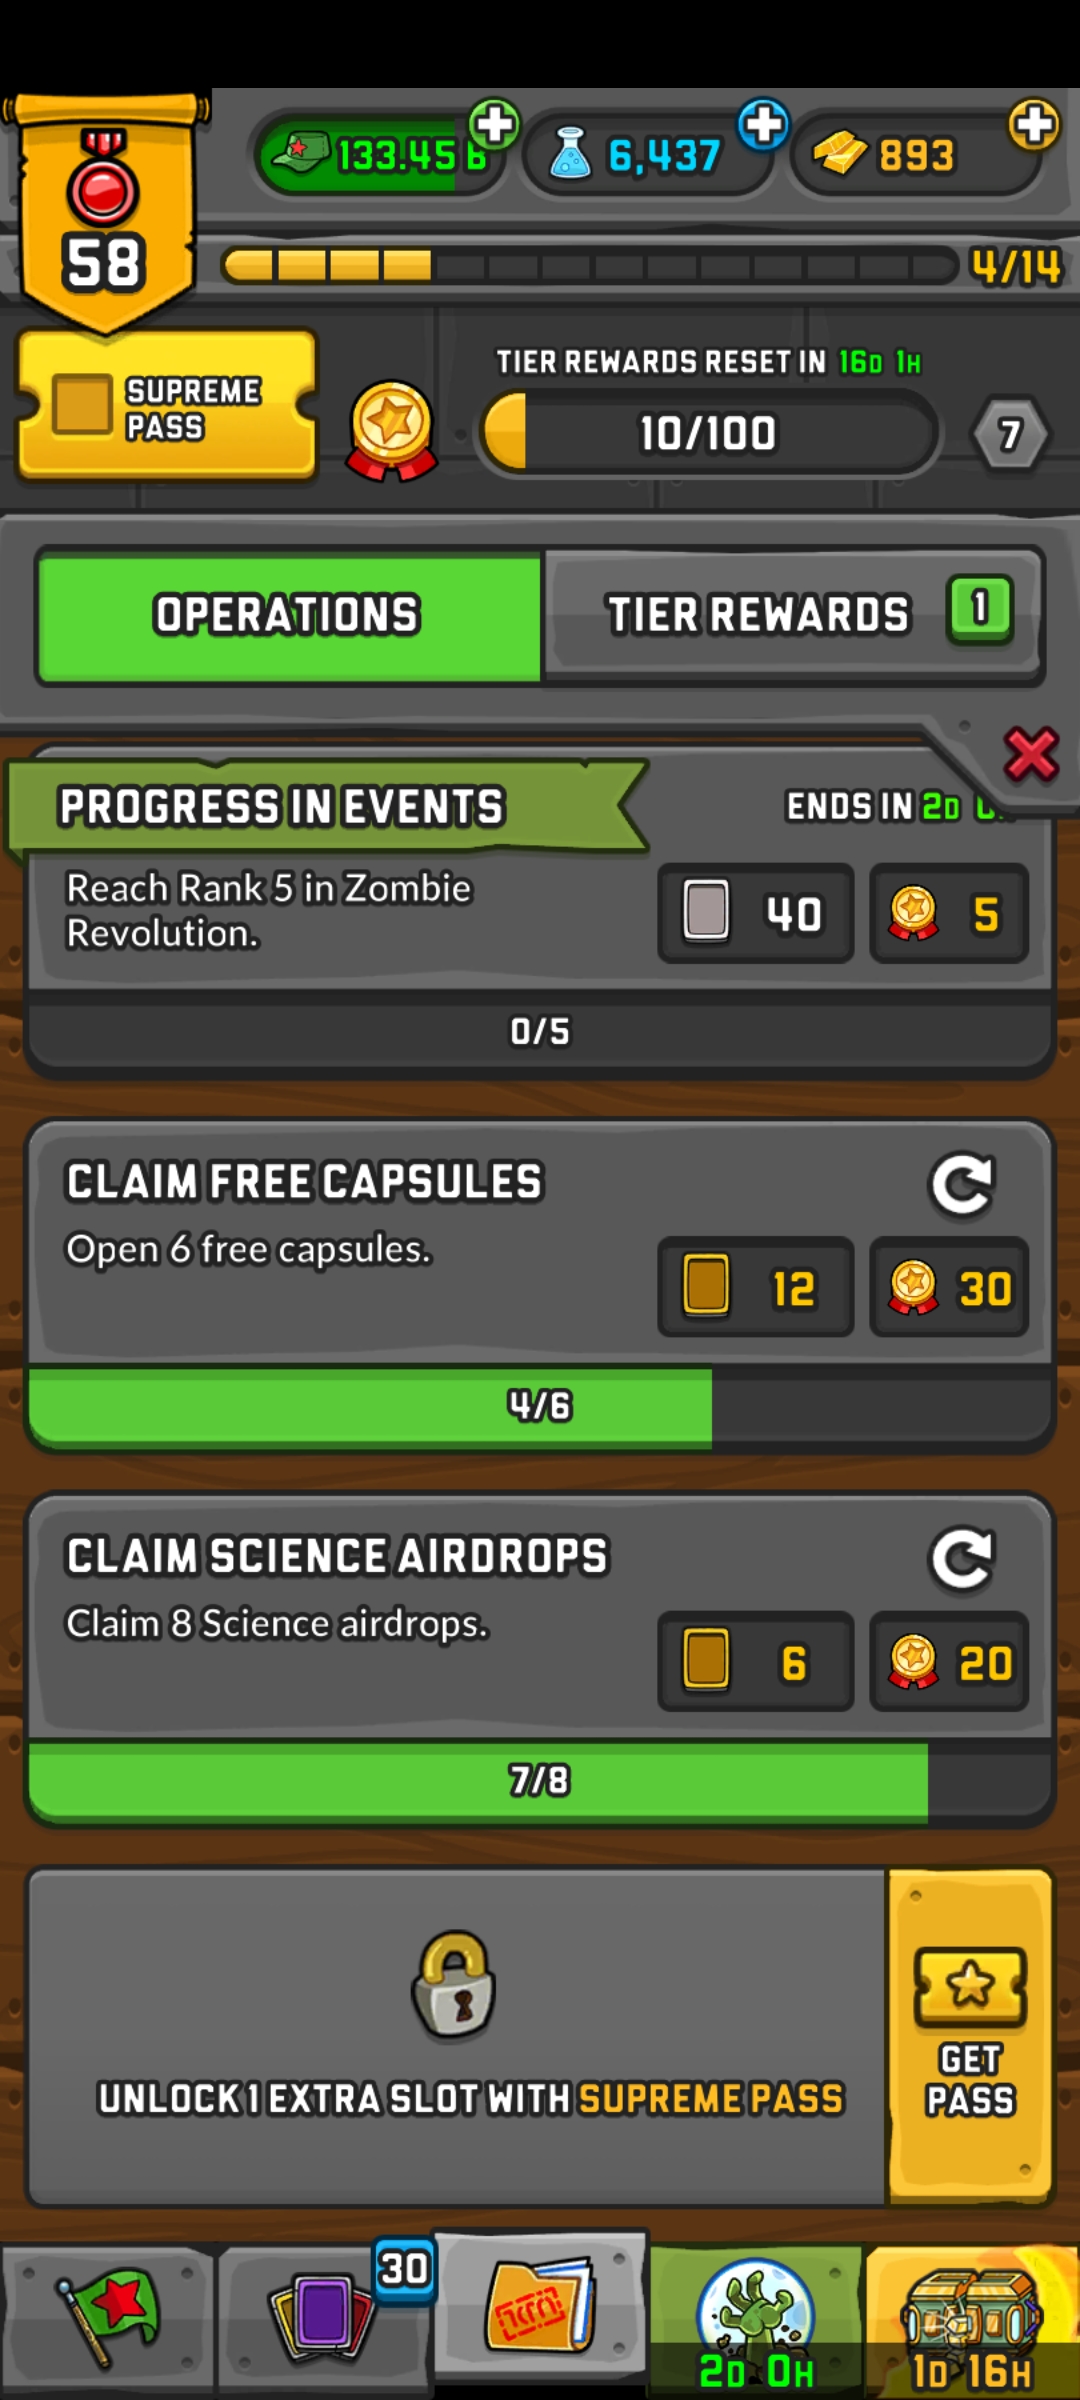 133.45 B
6,437
893
58
4/14
SUPREME
PASS
TIER REWARDS RESET IN 16D 1H
10/100
7
OPERATIONS
TIER REWARDS
1
PROGRESS IN EVENTS
ENDS IN 2D
Reach Rank 5 in Zombie
Revolution.
40
5
0/5
CLAIM FREE CAPSULES
Open 6 free capsules.
12
30
4/6
CLAIM SCIENCE AIRDROPS
Claim 8 Science airdrops.
6
20
7/8
UNLOCK 1 EXTRA SLOT WITH SUPREME PASS
GET
PASS
30
2D 0H
1D 16H